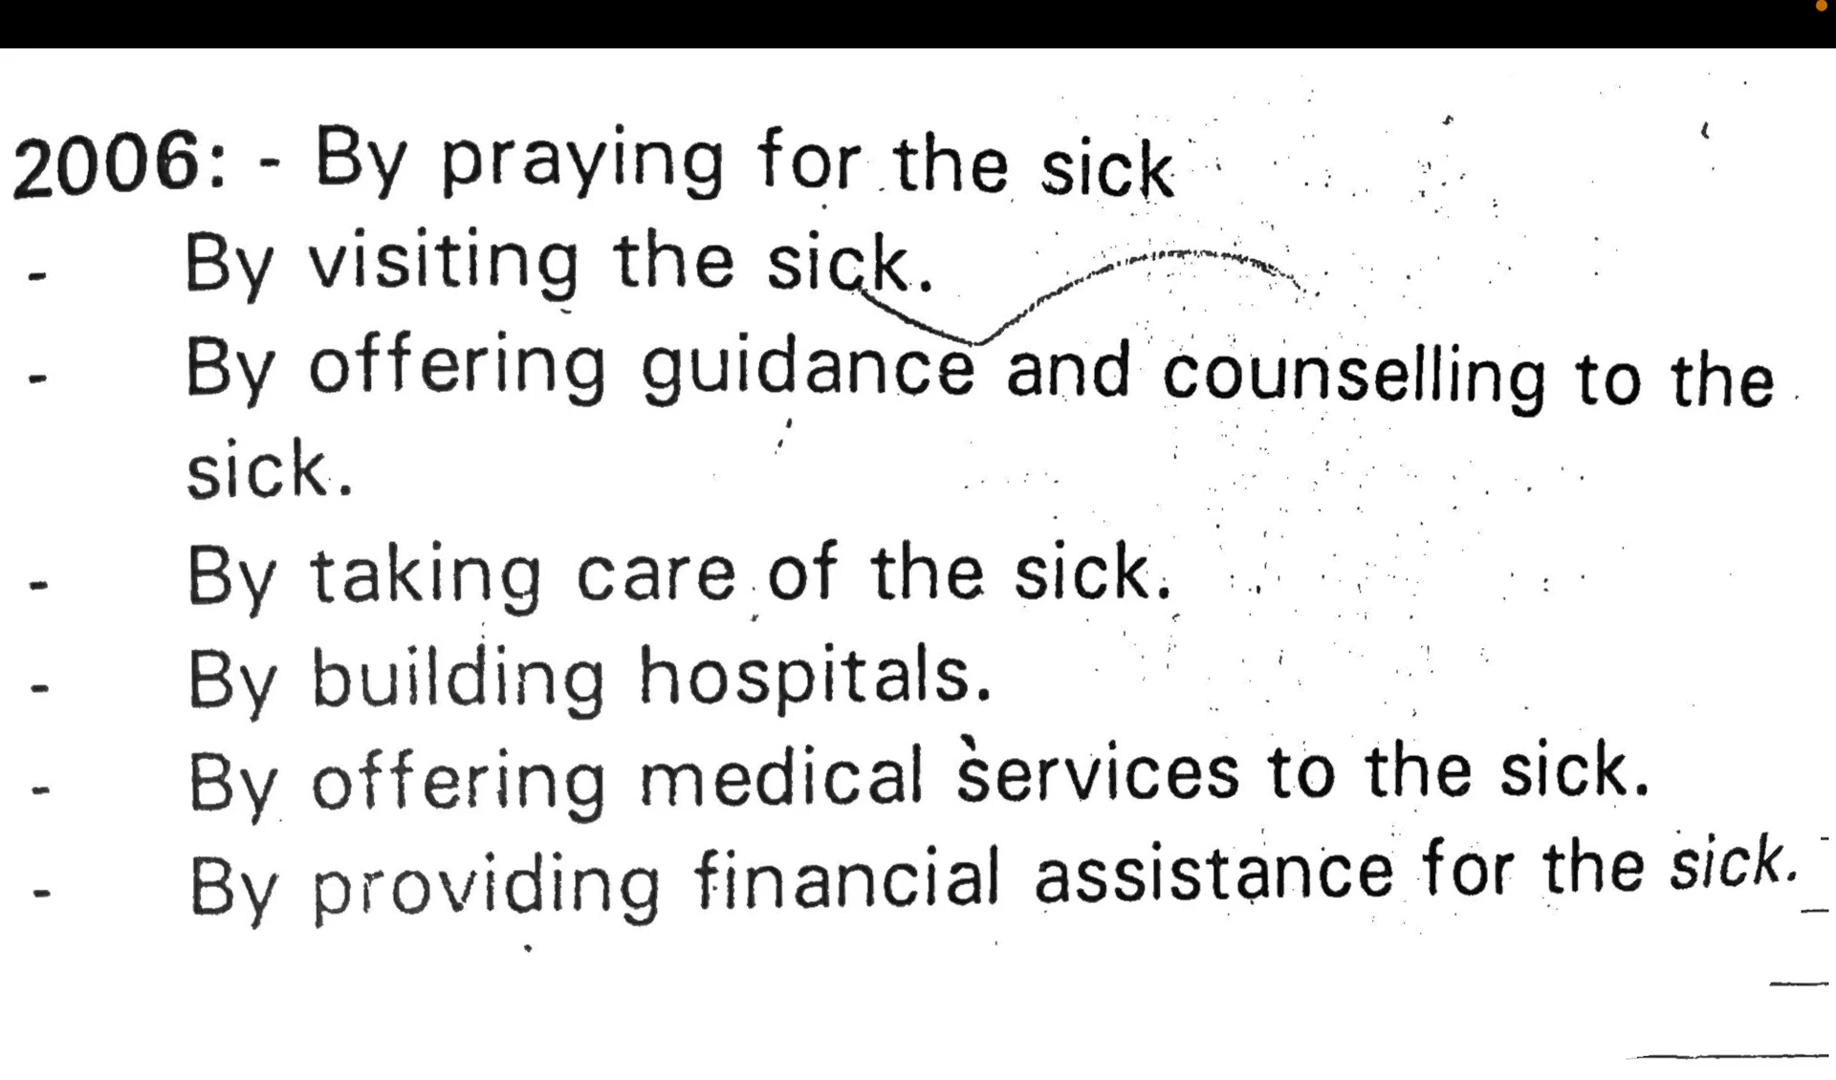 2006: - By praying for the sick
- By visiting the sick.
- By offering guidance and counselling to the
sick.
- By taking care of the sick.
- By building hospitals.
- By offering medical services to the sick.
- By providing financial assistance for the sick.